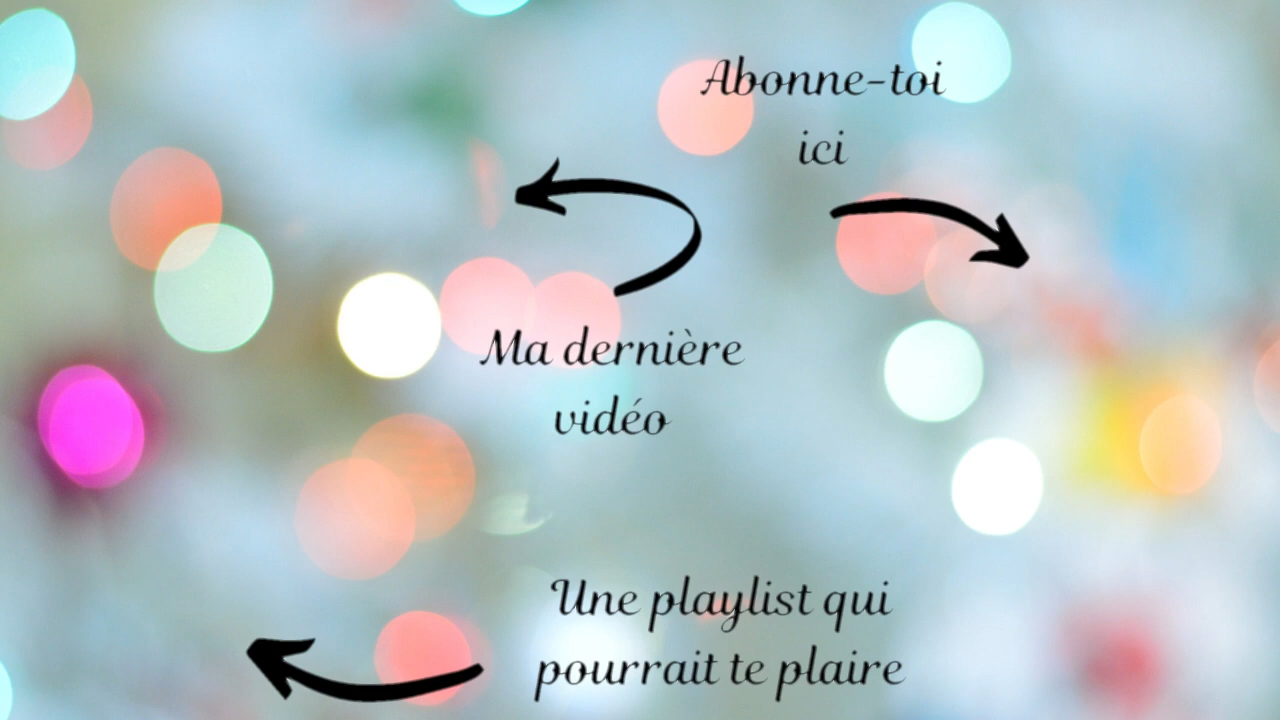 Abonne-toi
ici
Ma dernière
vidéo
Une playlist qui
pourrait te plaire